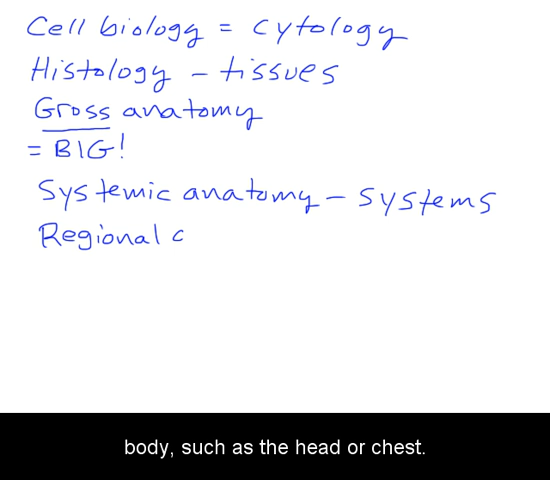 Cell biology = cytology
Histology - tissues
Gross anatomy
= BIG!
Systemic anatomy - systems
Regional c
body, such as the head or chest.